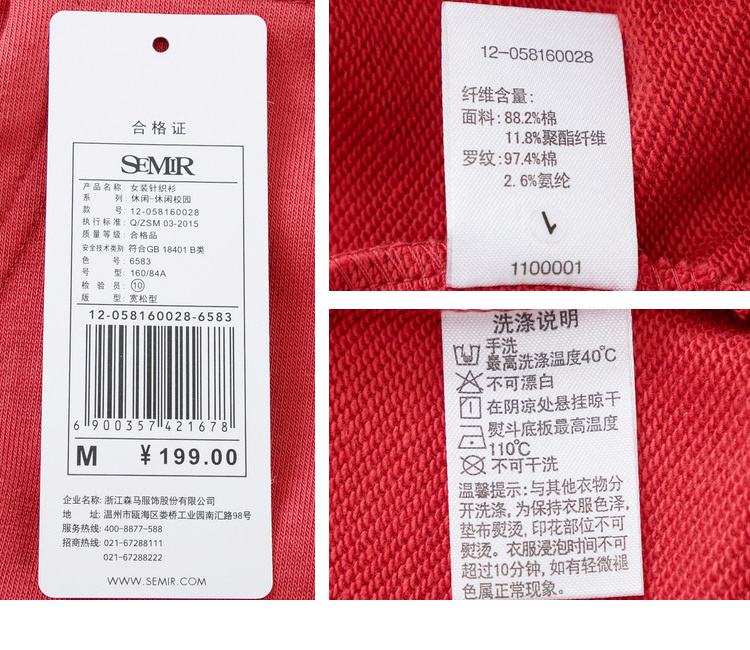 合格证
SEMIR
产品名称: 女装针织衫
系 列: 休闲-休闲校园
款 号: 12-058160028
执行标准: Q/ZSM 03-2015
质量等级: 合格品
安全技术类别 符合GB 18401 B类
色 号: 6583
号 型: 160/84A
检 验 员: ⑩
版 型: 宽松型
12-058160028-6583
6 900357 421678
M ￥199.00
企业名称: 浙江森马服饰股份有限公司
地 址: 温州市瓯海区娄桥工业园南汇路98号
服务热线: 400-8877-588
招商热线: 021-67288111
021-67288222
WWW.SEMIR.COM
12-058160028
纤维含量:
面料: 88.2%棉
11.8%聚酯纤维
罗纹: 97.4%棉
2.6%氨纶
1100001
洗涤说明
手洗
最高洗涤温度40℃
不可漂白
在阴凉处悬挂晾干
熨斗底板最高温度
110℃
不可干洗
温馨提示:与其他衣物分
开洗涤,为保持衣服色泽,
垫布熨烫,印花部位不可
熨烫。衣服浸泡时间不可
超过10分钟,如有轻微褪
色属正常现象。